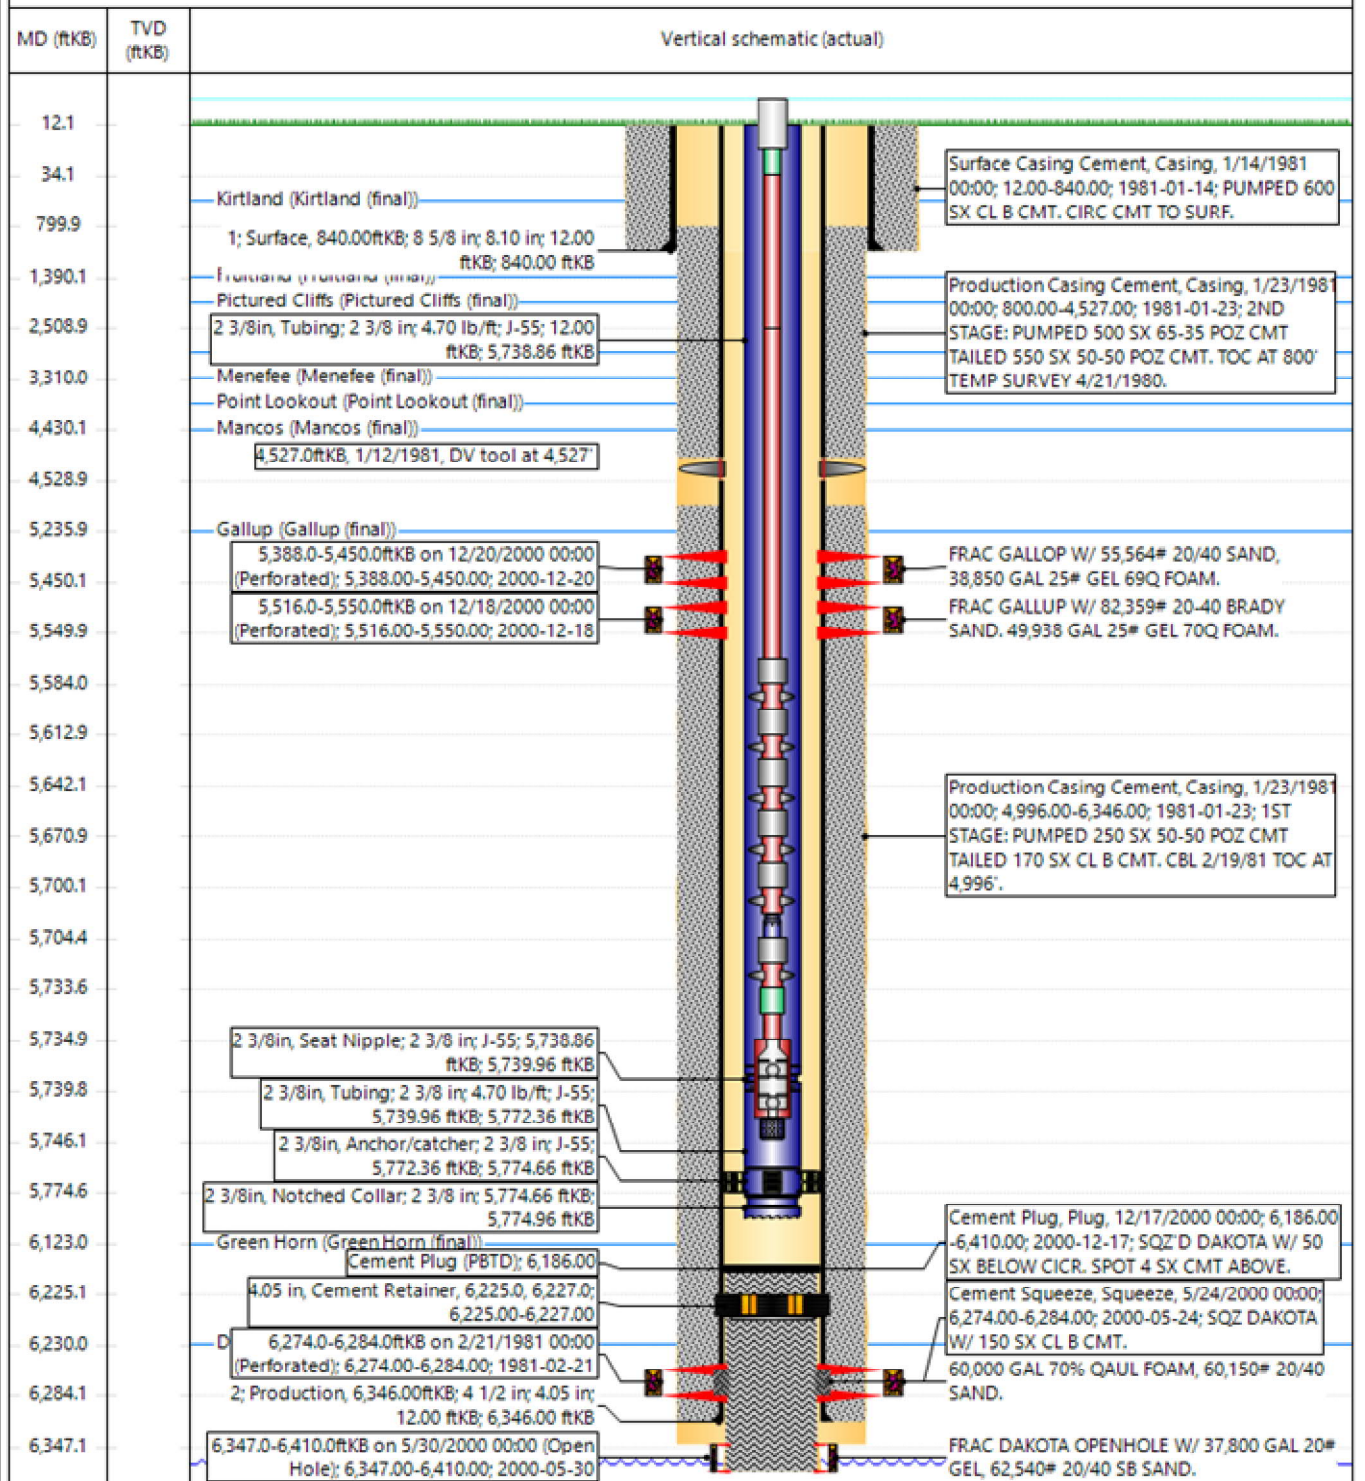 MD (ftKB)
TVD
(ftKB)
Vertical schematic (actual)
12.1
34.1
799.9
1,390.1
2,508.9
3,310.0
4,430.1
4,528.9
5,235.9
5,450.1
5,549.9
5,584.0
5,612.9
5,642.1
5,670.9
5,700.1
5,704.4
5,733.6
5,734.9
5,739.8
5,746.1
5,774.6
6,123.0
6,225.1
6,230.0
6,284.1
6,347.1
Kirtland (Kirtland (final))
1; Surface, 840.00ftKB; 8 5/8 in; 8.10 in; 12.00
ftKB; 840.00 ftKB
Fruitland (Fruitland (final))
Pictured Cliffs (Pictured Cliffs (final))
2 3/8in, Tubing; 2 3/8 in; 4.70 lb/ft; J-55; 12.00
ftKB; 5,738.86 ftKB
Menefee (Menefee (final))
Point Lookout (Point Lookout (final))
Mancos (Mancos (final))
4,527.0ftKB, 1/12/1981, DV tool at 4,527'
Gallup (Gallup (final))
5,388.0-5,450.0ftKB on 12/20/2000 00:00
(Perforated); 5,388.00-5,450.00; 2000-12-20
5,516.0-5,550.0ftKB on 12/18/2000 00:00
(Perforated); 5,516.00-5,550.00; 2000-12-18
2 3/8in, Seat Nipple; 2 3/8 in; J-55; 5,738.86
ftKB; 5,739.96 ftKB
2 3/8in, Tubing; 2 3/8 in; 4.70 lb/ft; J-55;
5,739.96 ftKB; 5,772.36 ftKB
2 3/8in, Anchor/catcher; 2 3/8 in; J-55;
5,772.36 ftKB; 5,774.66 ftKB
2 3/8in, Notched Collar; 2 3/8 in; 5,774.66 ftKB;
5,774.96 ftKB
Green Horn (Green Horn (final))
Cement Plug (PBTD); 6,186.00
4.05 in, Cement Retainer, 6,225.0, 6,227.0;
6,225.00-6,227.00
D
6,274.0-6,284.0ftKB on 2/21/1981 00:00
(Perforated); 6,274.00-6,284.00; 1981-02-21
2; Production, 6,346.00ftKB; 4 1/2 in; 4.05 in;
12.00 ftKB; 6,346.00 ftKB
6,347.0-6,410.0ftKB on 5/30/2000 00:00 (Open
Hole); 6,347.00-6,410.00; 2000-05-30
Surface Casing Cement, Casing, 1/14/1981
00:00; 12.00-840.00; 1981-01-14; PUMPED 600
SX CL B CMT. CIRC CMT TO SURF.
Production Casing Cement, Casing, 1/23/1981
00:00; 800.00-4,527.00; 1981-01-23; 2ND
STAGE: PUMPED 500 SX 65-35 POZ CMT
TAILED 550 SX 50-50 POZ CMT. TOC AT 800'
TEMP SURVEY 4/21/1980.
FRAC GALLOP W/ 55,564# 20/40 SAND,
38,850 GAL 25# GEL 69Q FOAM.
FRAC GALLUP W/ 82,359# 20-40 BRADY
SAND. 49,938 GAL 25# GEL 70Q FOAM.
Production Casing Cement, Casing, 1/23/1981
00:00; 4,996.00-6,346.00; 1981-01-23; 1ST
STAGE: PUMPED 250 SX 50-50 POZ CMT
TAILED 170 SX CL B CMT. CBL 2/19/81 TOC AT
4,996'.
Cement Plug, Plug, 12/17/2000 00:00; 6,186.00
-6,410.00; 2000-12-17; SQZ'D DAKOTA W/ 50
SX BELOW CICR. SPOT 4 SX CMT ABOVE.
Cement Squeeze, Squeeze, 5/24/2000 00:00;
6,274.00-6,284.00; 2000-05-24; SQZ DAKOTA
W/ 150 SX CL B CMT.
60,000 GAL 70% QAUL FOAM, 60,150# 20/40
SAND.
FRAC DAKOTA OPENHOLE W/ 37,800 GAL 20#
GEL, 62,540# 20/40 SB SAND.